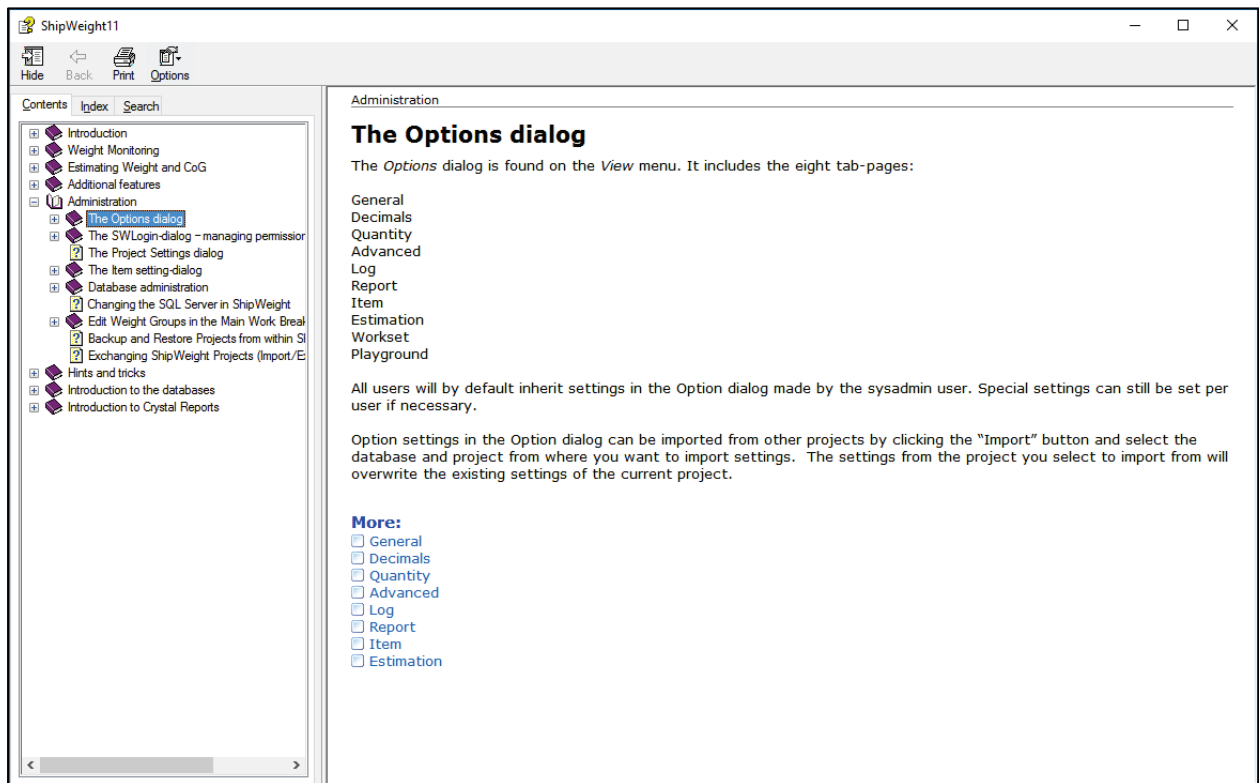 ShipWeight11
Hide Back Print Options
Contents Index Search
Introduction
Weight Monitoring
Estimating Weight and CoG
Additional features
Administration
The Options dialog
The SWLogin-dialog – managing permission
The Project Settings dialog
The Item setting-dialog
Database administration
Changing the SQL Server in ShipWeight
Edit Weight Groups in the Main Work Break
Backup and Restore Projects from within Sl
Exchanging ShipWeight Projects (Import/E
Hints and tricks
Introduction to the databases
Introduction to Crystal Reports
Administration
The Options dialog
The Options dialog is found on the View menu. It includes the eight tab-pages:
General
Decimals
Quantity
Advanced
Log
Report
Item
Estimation
Workset
Playground
All users will by default inherit settings in the Option dialog made by the sysadmin user. Special settings can still be set per
user if necessary.
Option settings in the Option dialog can be imported from other projects by clicking the “Import” button and select the
database and project from where you want to import settings.  The settings from the project you select to import from will
overwrite the existing settings of the current project.
More:
General
Decimals
Quantity
Advanced
Log
Report
Item
Estimation